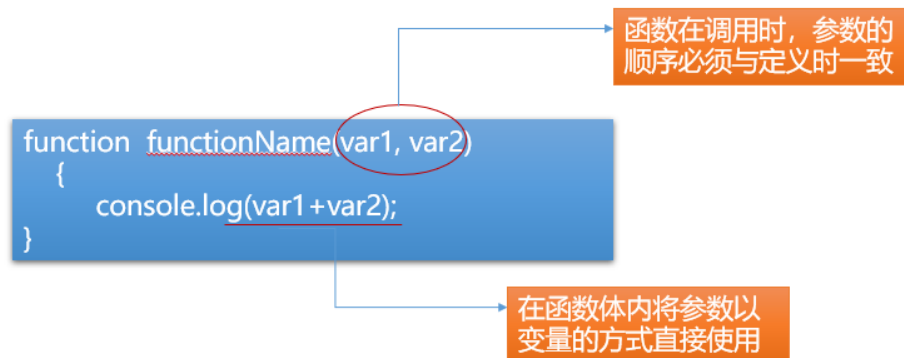 函数在调用时，参数的
顺序必须与定义时一致
function functionName(var1, var2)
{
console.log(var1+var2);
}
在函数体内将参数以
变量的方式直接使用